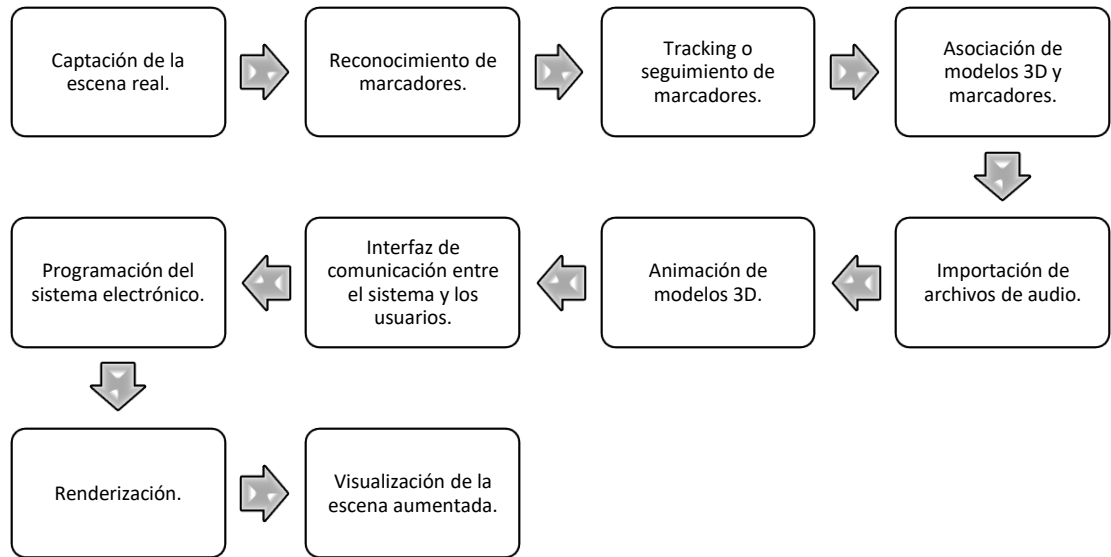 Captación de la
escena real.
Reconocimiento de
marcadores.
Tracking o
seguimiento de
marcadores.
Asociación de
modelos 3D y
marcadores.
Importación de
archivos de audio.
Animación de
modelos 3D.
Interfaz de
comunicación entre
el sistema y los
usuarios.
Programación del
sistema electrónico.
Renderización.
Visualización de la
escena aumentada.